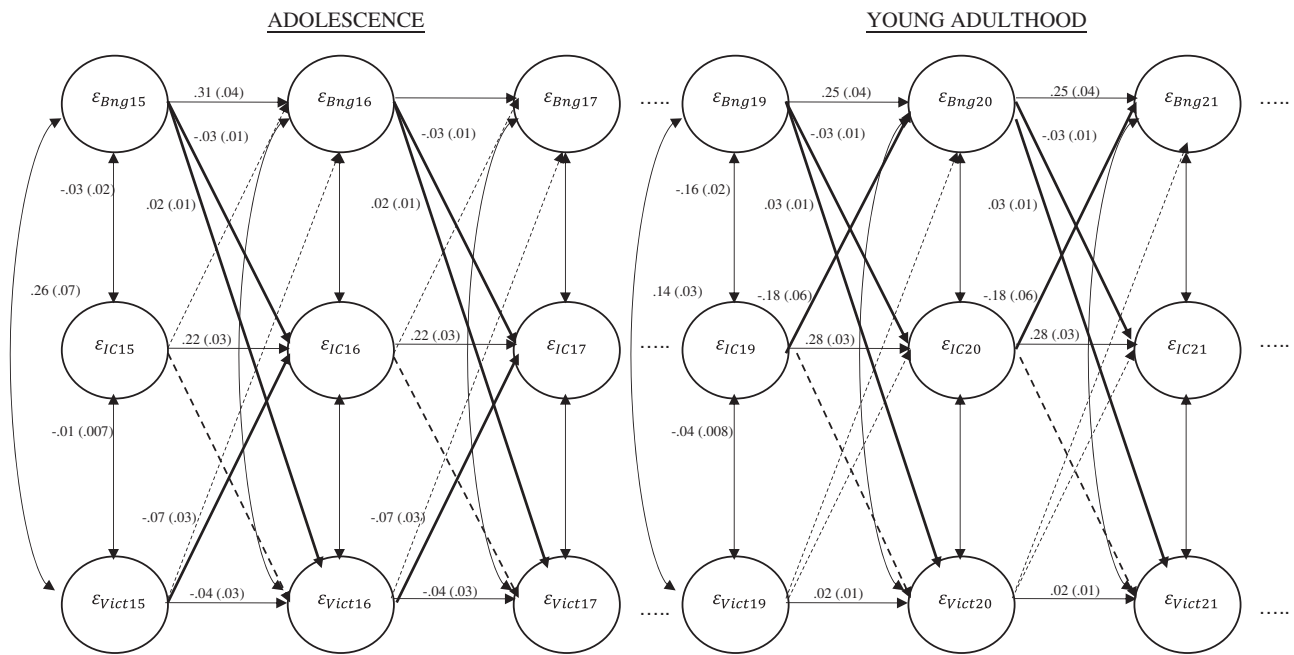 ADOLESCENCE YOUNG ADULTHOOD
εBng15 .31 (.04) εBng16 εBng17 ..... εBng19 .25 (.04) εBng20 .25 (.04) εBng21 .....
-.03 (.01) -.03 (.01) -.03 (.01) -.03 (.01)
-.03 (.02) .02 (.01) .02 (.01) -.16 (.02) .03 (.01) .03 (.01)
.26 (.07) .14 (.03) -.18 (.06) -.18 (.06)
εIC15 .22 (.03) εIC16 .22 (.03) εIC17 ..... εIC19 .28 (.03) εIC20 .28 (.03) εIC21 .....
-.01 (.007) -.04 (.008)
-.07 (.03) -.07 (.03)
εVict15 -.04 (.03) εVict16 -.04 (.03) εVict17 ..... εVict19 .02 (.01) εVict20 .02 (.01) εVict21 .....